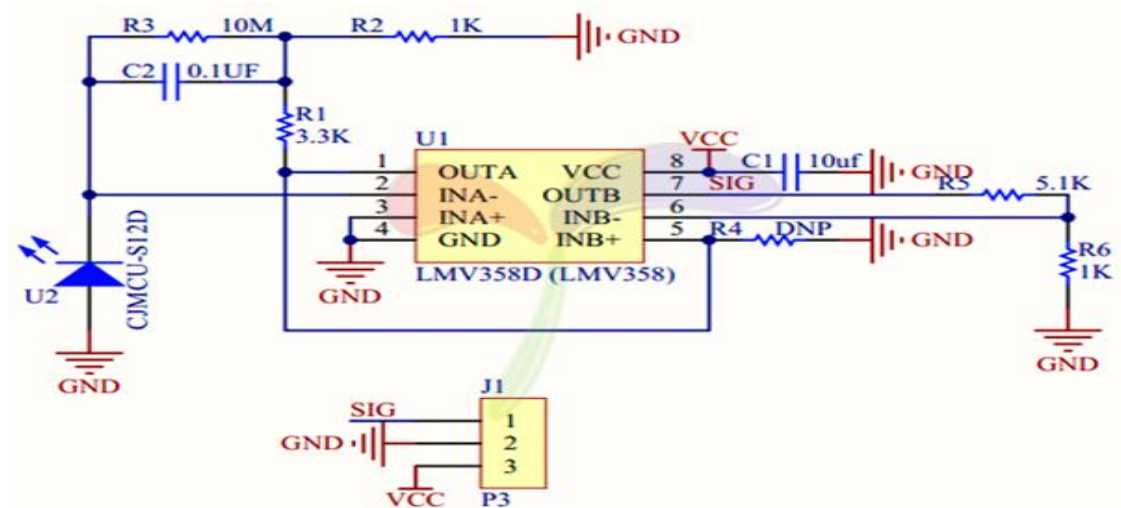 R3 10M R2 1K GND
C2 0.1UF
R1
3.3K
U1 VCC
1 OUTA VCC 8 C1 10uf GND
2 INA- OUTB 7 SIG R5 5.1K
3 INA+ INB- 6
4 GND INB+ 5 R4 DNP GND
R6
1K
LMV358D (LMV358)
GND
U2 CJMCU-S12D
GND
GND
J1
SIG 1
GND 2
3
VCC P3